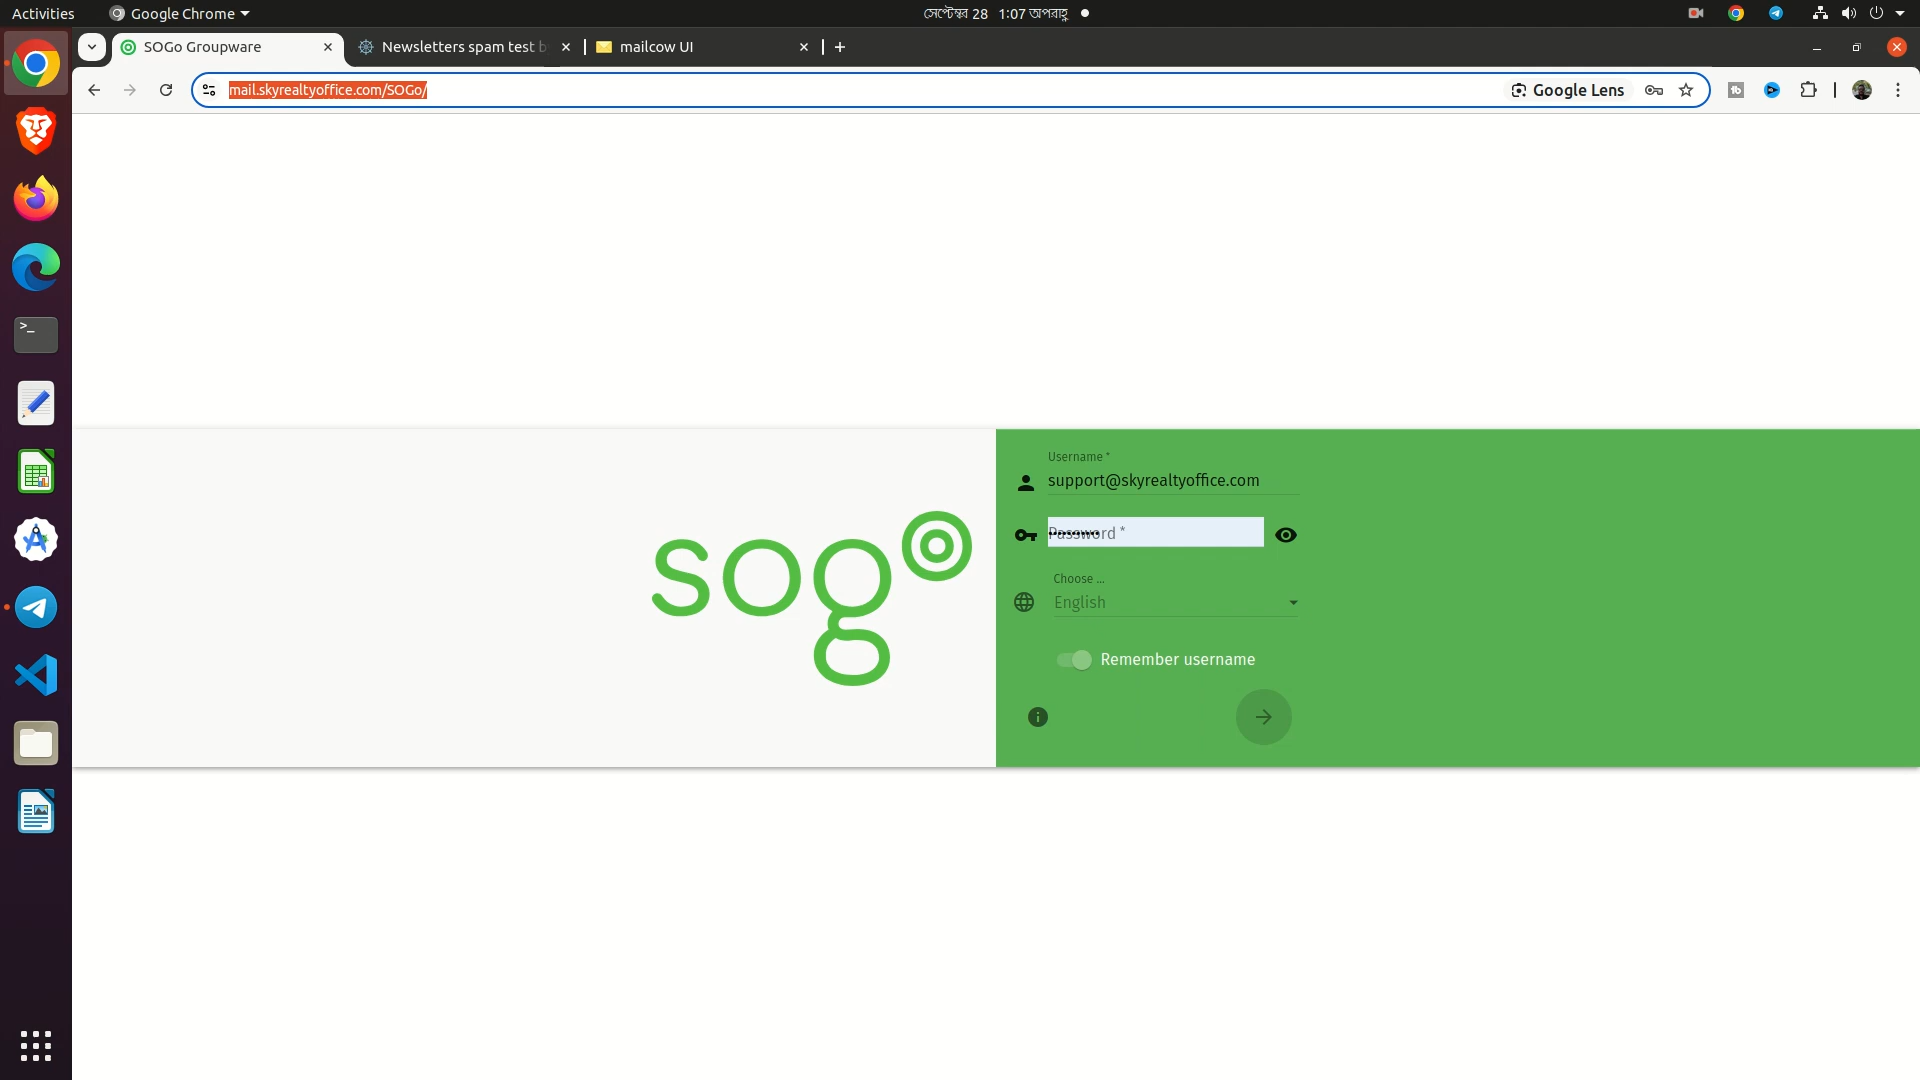 Activities
Google Chrome
সেপ্টেম্বর 28 1:07 অপরাহ্ণ
SOGo Groupware
Newsletters spam test b
mailcow UI
mail.skyrealtyoffice.com/SOGo/
Google Lens
sogo
Username *
support@skyrealtyoffice.com
Password *
Choose ...
English
Remember username